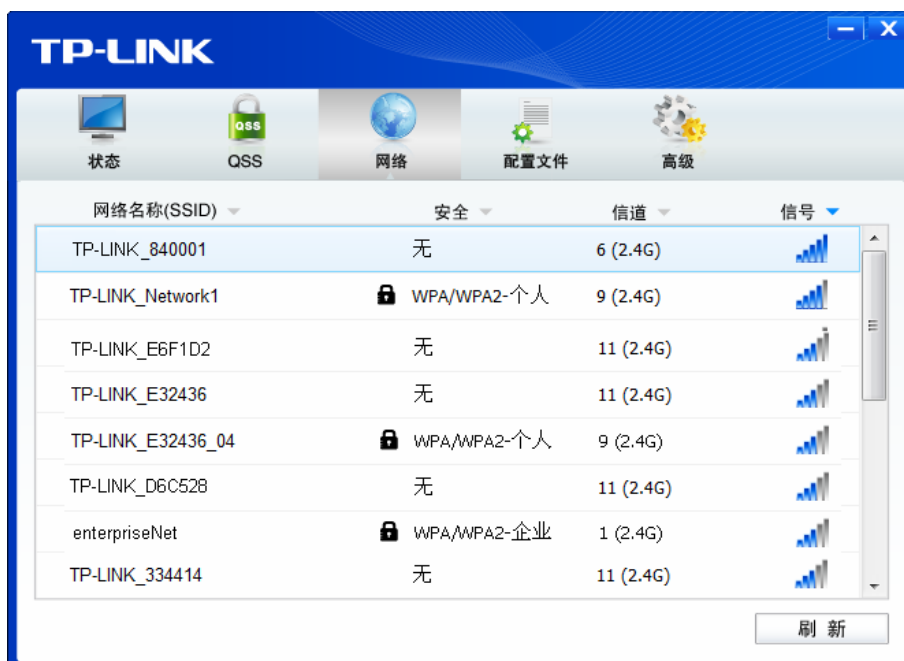 TP-LINK
QSS
状态 QSS 网络 配置文件 高级
网络名称(SSID) 安全 信道 信号
TP-LINK_840001 无 6 (2.4G)
TP-LINK_Network1 WPA/WPA2-个人 9 (2.4G)
TP-LINK_E6F1D2 无 11 (2.4G)
TP-LINK_E32436 无 11 (2.4G)
TP-LINK_E32436_04 WPA/WPA2-个人 9 (2.4G)
TP-LINK_D6C528 无 11 (2.4G)
enterpriseNet WPA/WPA2-企业 1 (2.4G)
TP-LINK_334414 无 11 (2.4G)
刷 新